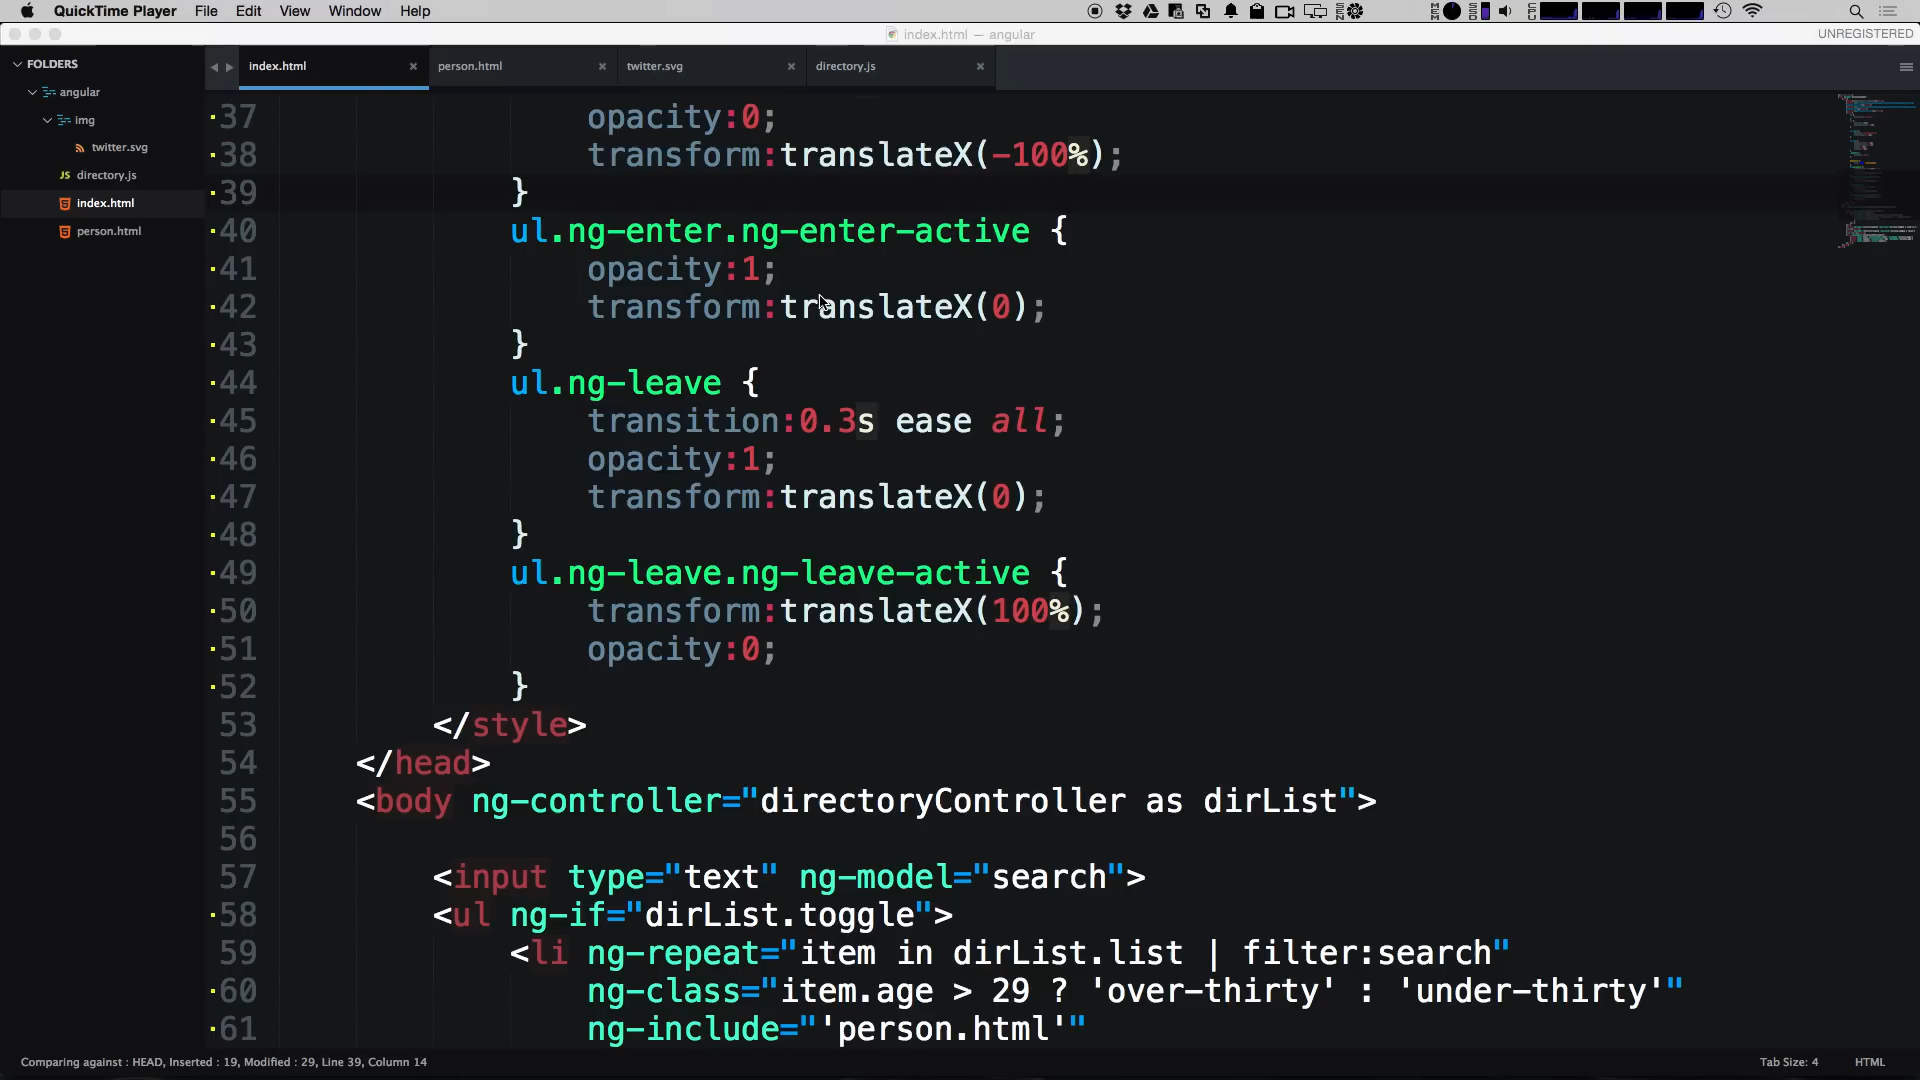 QuickTime Player File Edit View Window Help
index.html — angular
UNREGISTERED
FOLDERS
angular
img
twitter.svg
directory.js
index.html
person.html
index.html person.html twitter.svg directory.js
37 opacity:0;
38 transform:translateX(-100%);
39 }
40 ul.ng-enter.ng-enter-active {
41 opacity:1;
42 transform:translateX(0);
43 }
44 ul.ng-leave {
45 transition:0.3s ease all;
46 opacity:1;
47 transform:translateX(0);
48 }
49 ul.ng-leave.ng-leave-active {
50 transform:translateX(100%);
51 opacity:0;
52 }
53 </style>
54 </head>
55 <body ng-controller="directoryController as dirList">
56
57 <input type="text" ng-model="search">
58 <ul ng-if="dirList.toggle">
59 <li ng-repeat="item in dirList.list | filter:search"
60 ng-class="item.age > 29 ? 'over-thirty' : 'under-thirty'"
61 ng-include="'person.html'"
Comparing against : HEAD, Inserted : 19, Modified : 29, Line 39, Column 14
Tab Size: 4
HTML